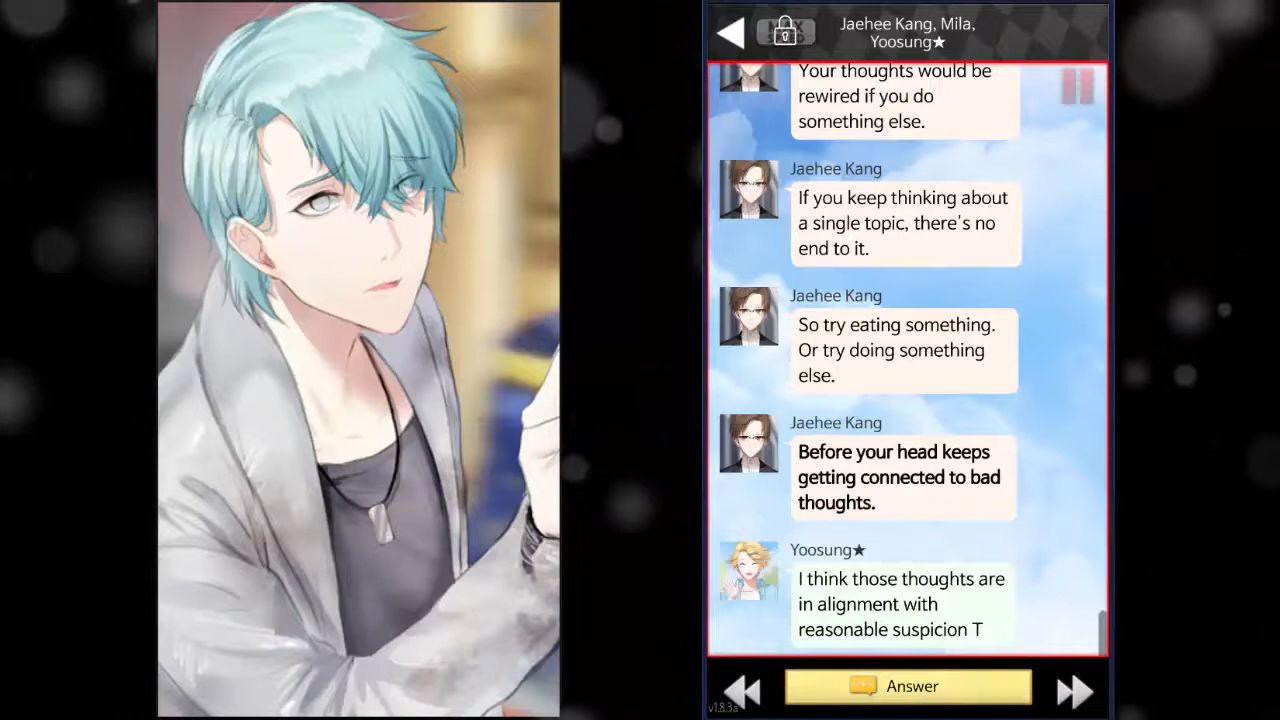 Jaehee Kang, Mila,
Yoosung★
Your thoughts would be
rewired if you do
something else.
Jaehee Kang
If you keep thinking about
a single topic, there's no
end to it.
Jaehee Kang
So try eating something.
Or try doing something
else.
Jaehee Kang
Before your head keeps
getting connected to bad
thoughts.
Yoosung★
I think those thoughts are
in alignment with
reasonable suspicion T
Answer
v1.8.3a